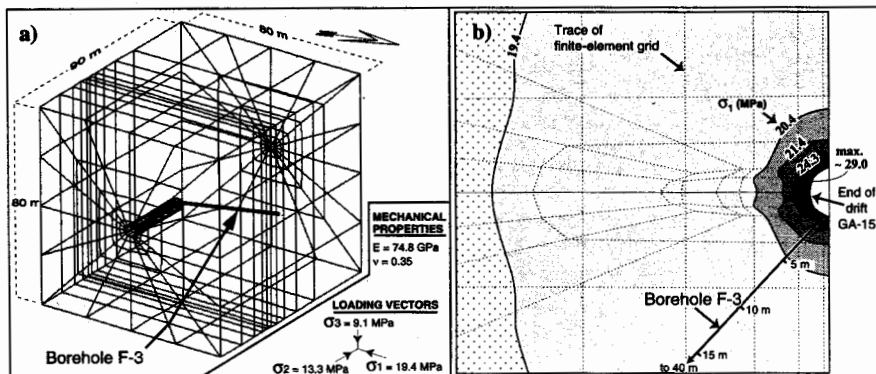 a)
80 m
90 m
80 m
MECHANICAL
PROPERTIES
E = 74.8 GPa
ν = 0.35
LOADING VECTORS
σ3 = 9.1 MPa
σ2 = 13.3 MPa
σ1 = 19.4 MPa
Borehole F-3
b)
19.4
Trace of
finite-element grid
σ1 (MPa)
20.4
21.4
24.3
max.
~ 29.0
End of
drift
GA-15
5 m
Borehole F-3
10 m
15 m
to 40 m